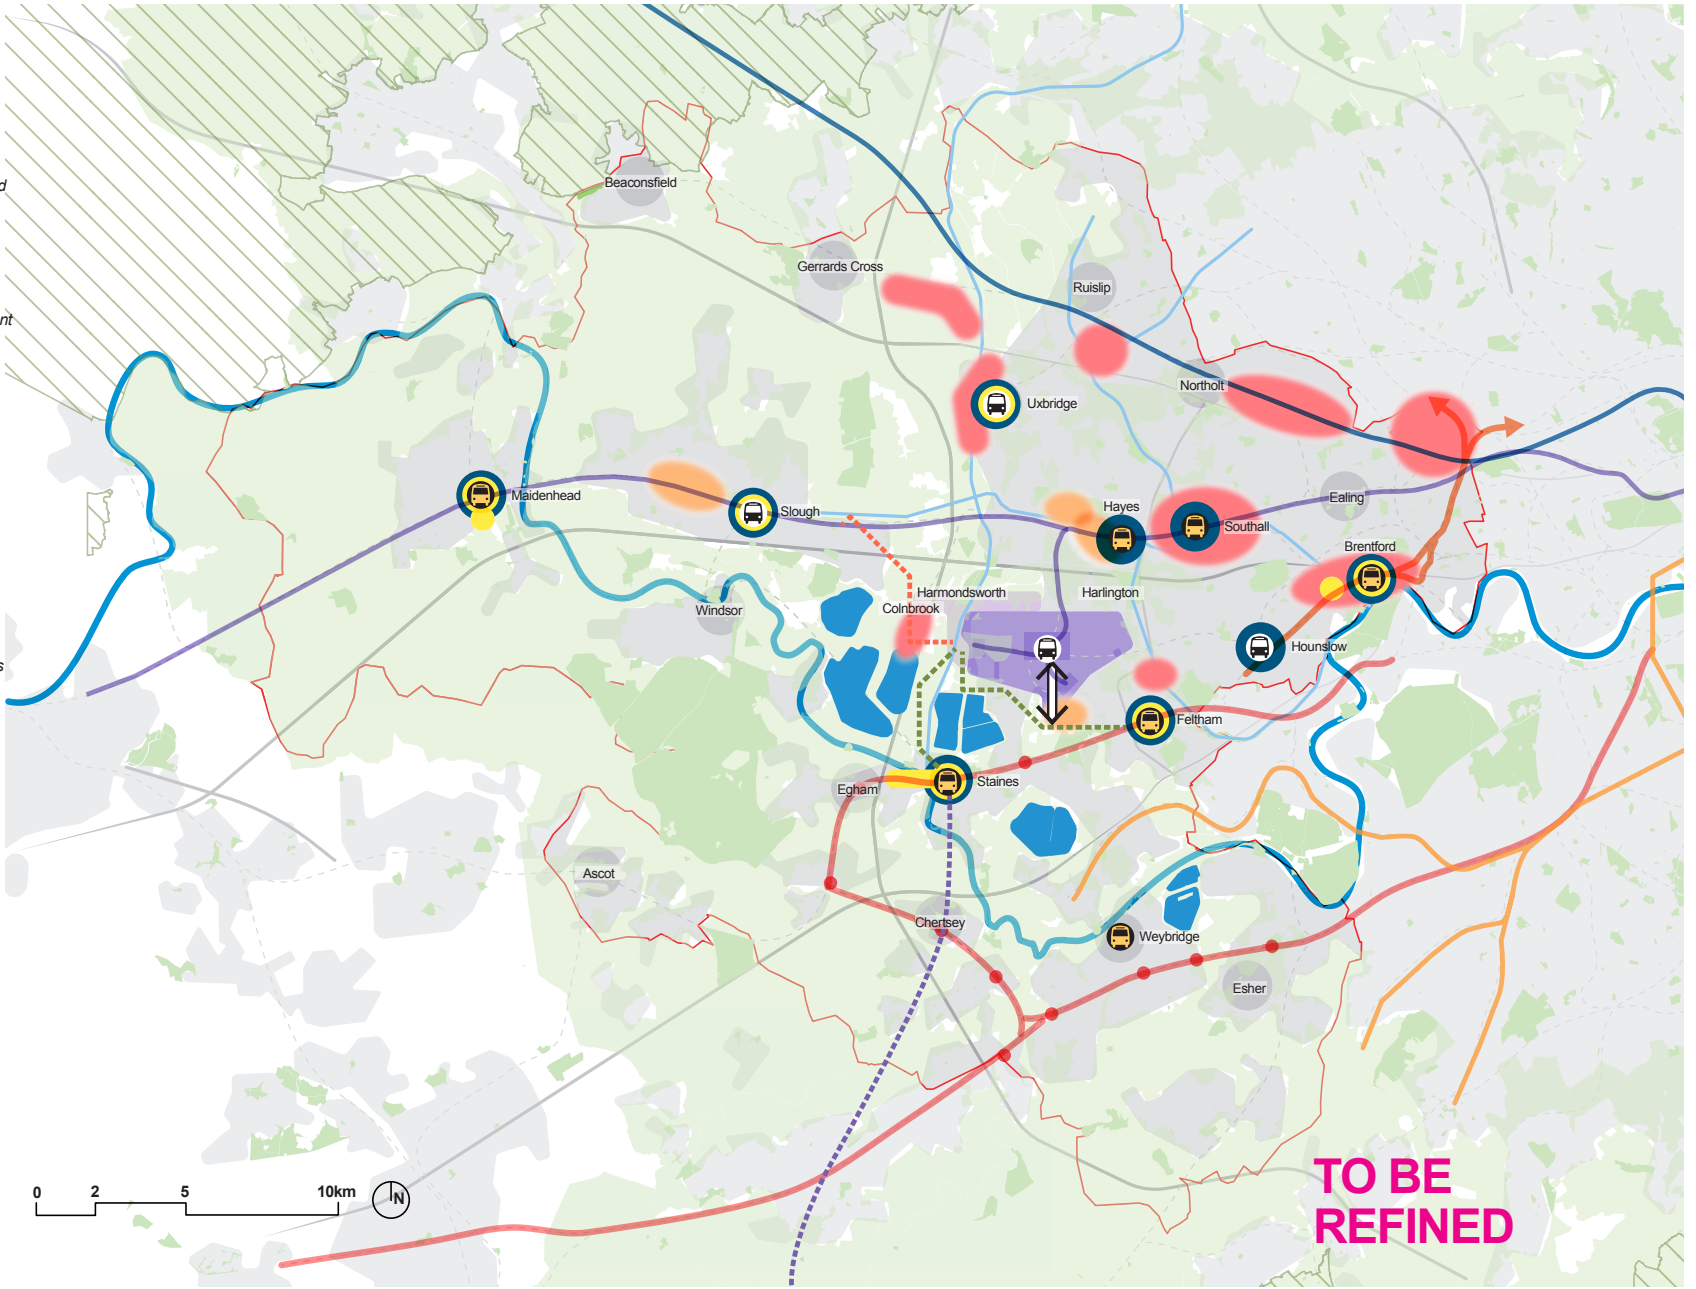 d
Beaconsfield
Gerrards Cross
Ruislip
nt
Northolt
Uxbridge
Maidenhead
Slough
Hayes
Ealing
Southall
Brentford
Harmondsworth
Harlington
Colnbrook
Windsor
Hounslow
s
Feltham
Egham
Staines
Ascot
Chertsey
Weybridge
Esher
TO BE
REFINED
0 2 5 10km
N